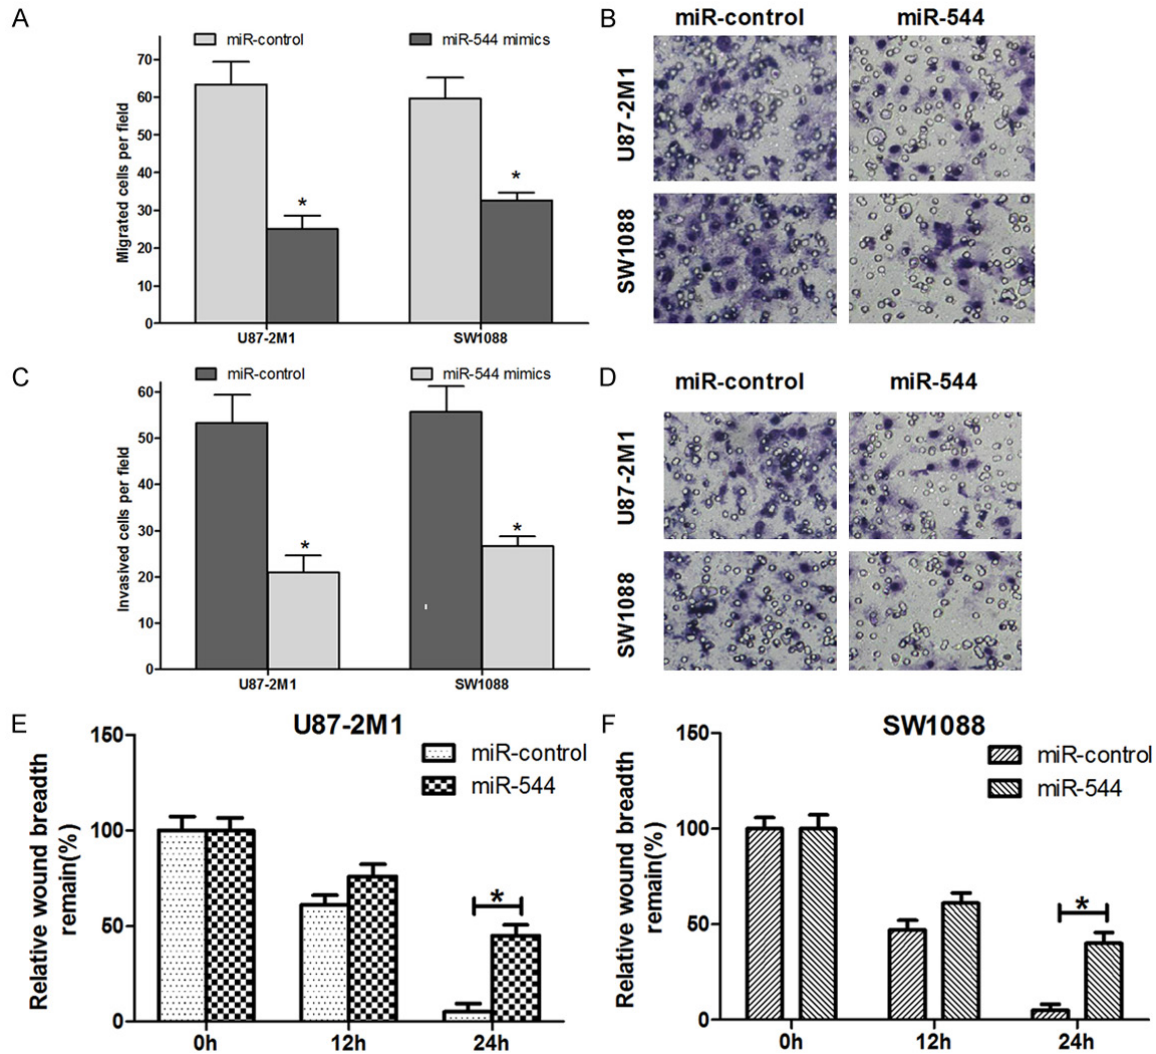 A
miR-control
miR-544 mimics
Migrated cells per field
70
60
50
40
30
20
10
0
U87-2M1
SW1088
B
miR-control
miR-544
U87-2M1
SW1088
C
miR-control
miR-544 mimics
Invasived cells per field
60
50
40
30
20
10
0
*
*
*
*
U87-2M1
SW1088
D
miR-control
miR-544
U87-2M1
SW1088
E
U87-2M1
miR-control
miR-544
Relative wound breadth
remain(%)
150
100
50
0
*
0h
12h
24h
F
SW1088
miR-control
miR-544
Relative wound breadth
remain(%)
150
100
50
0
*
0h
12h
24h